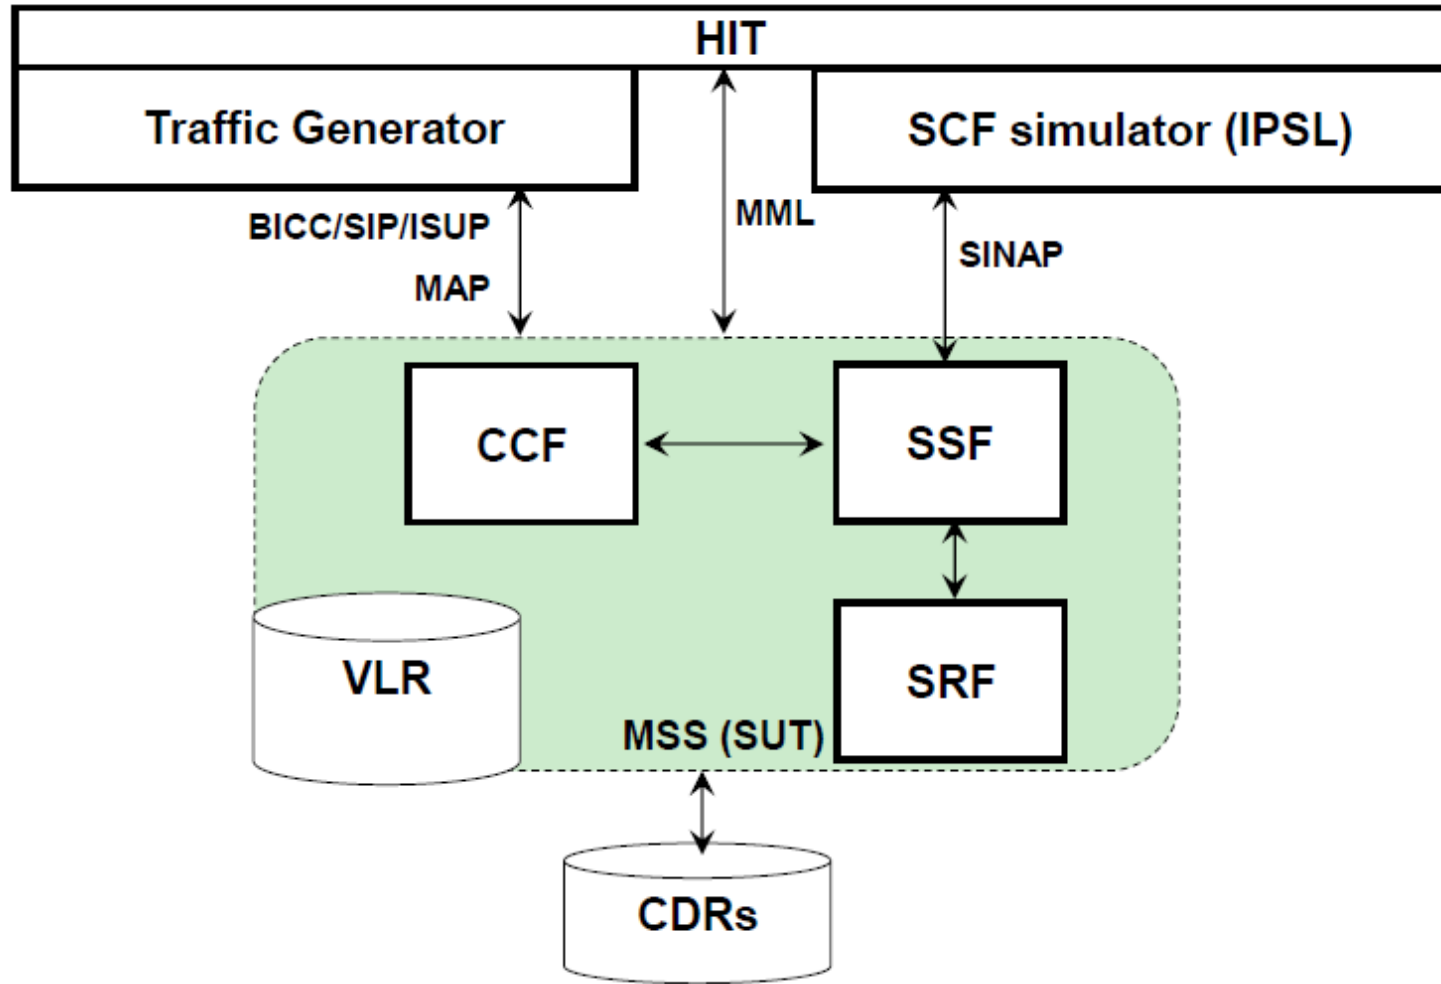 HIT
Traffic Generator
SCF simulator (IPSL)
BICC/SIP/ISUP
MAP
MML
SINAP
CCF
SSF
VLR
SRF
MSS (SUT)
CDRs